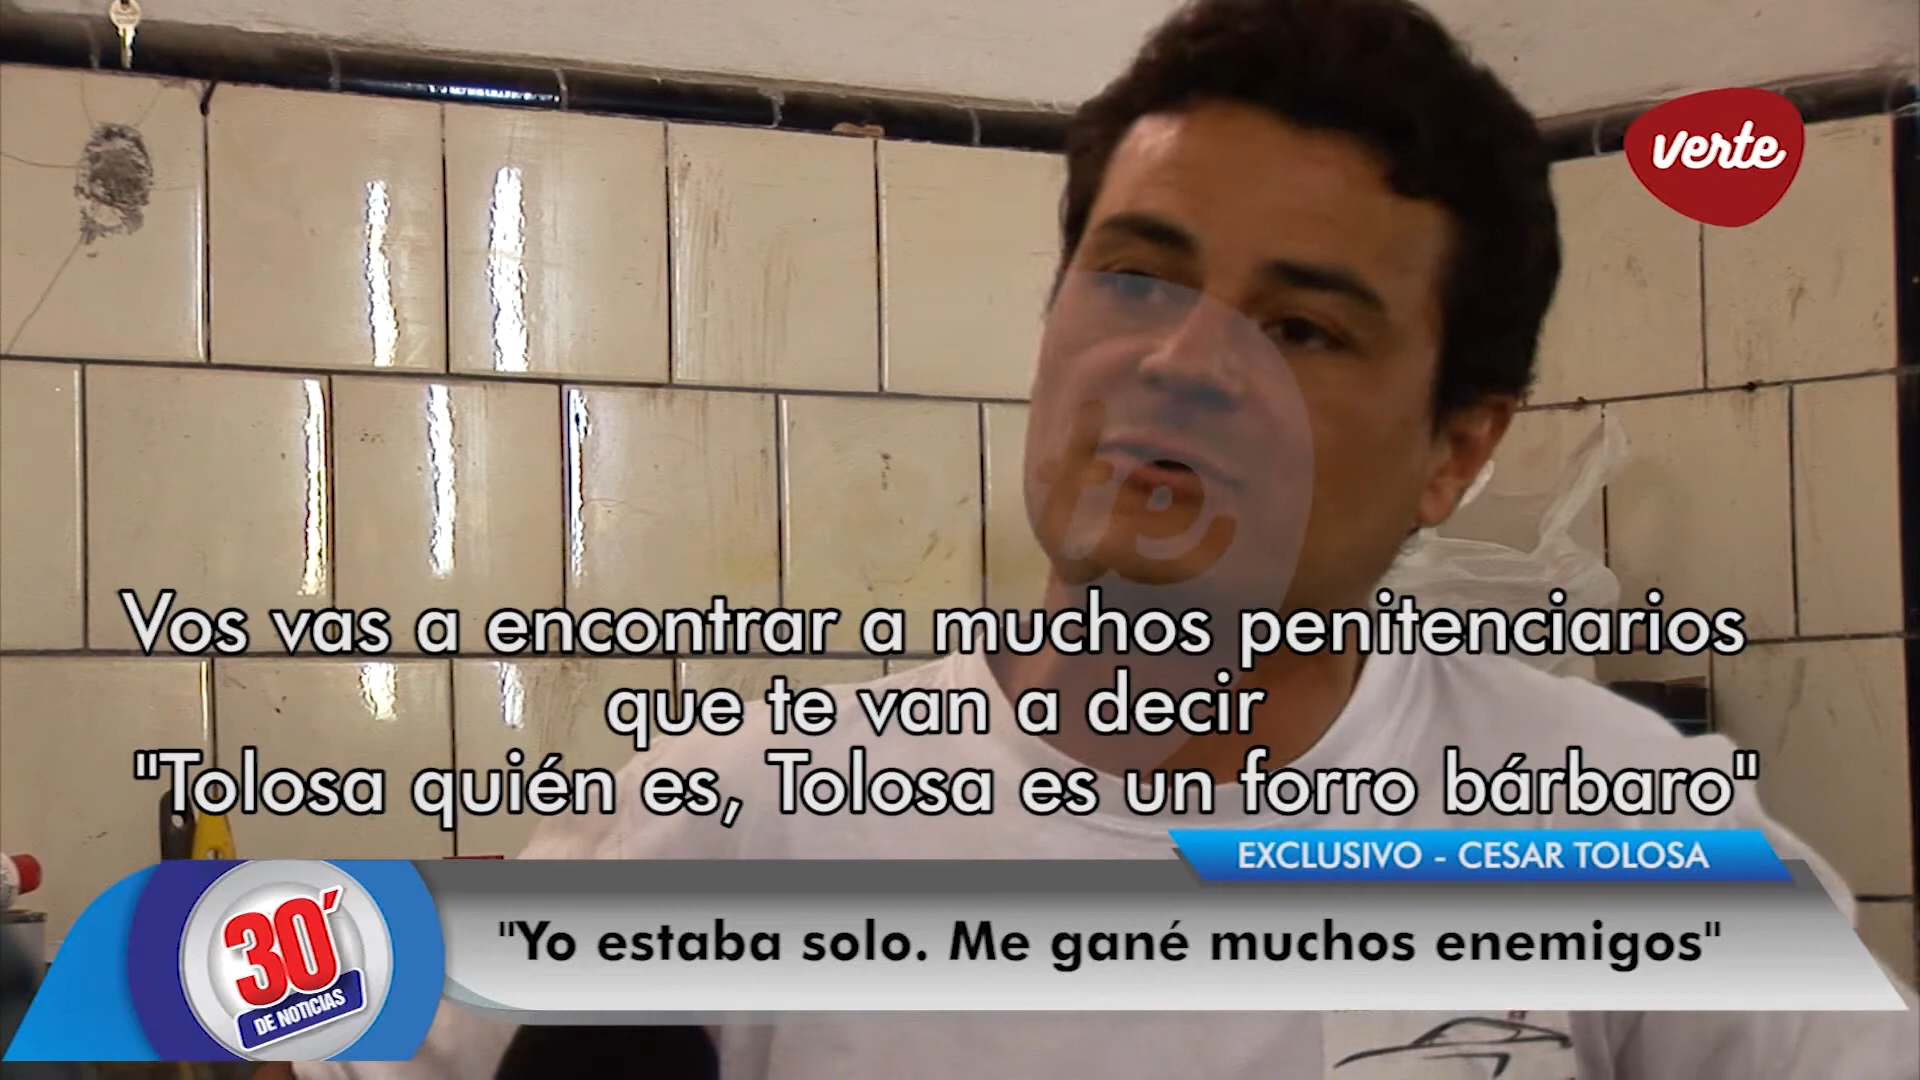 verte
Vos vas a encontrar a muchos penitenciarios
que te van a decir
"Tolosa quién es, Tolosa es un forro bárbaro"
EXCLUSIVO - CESAR TOLOSA
30´
DE NOTICIAS
"Yo estaba solo. Me gané muchos enemigos"